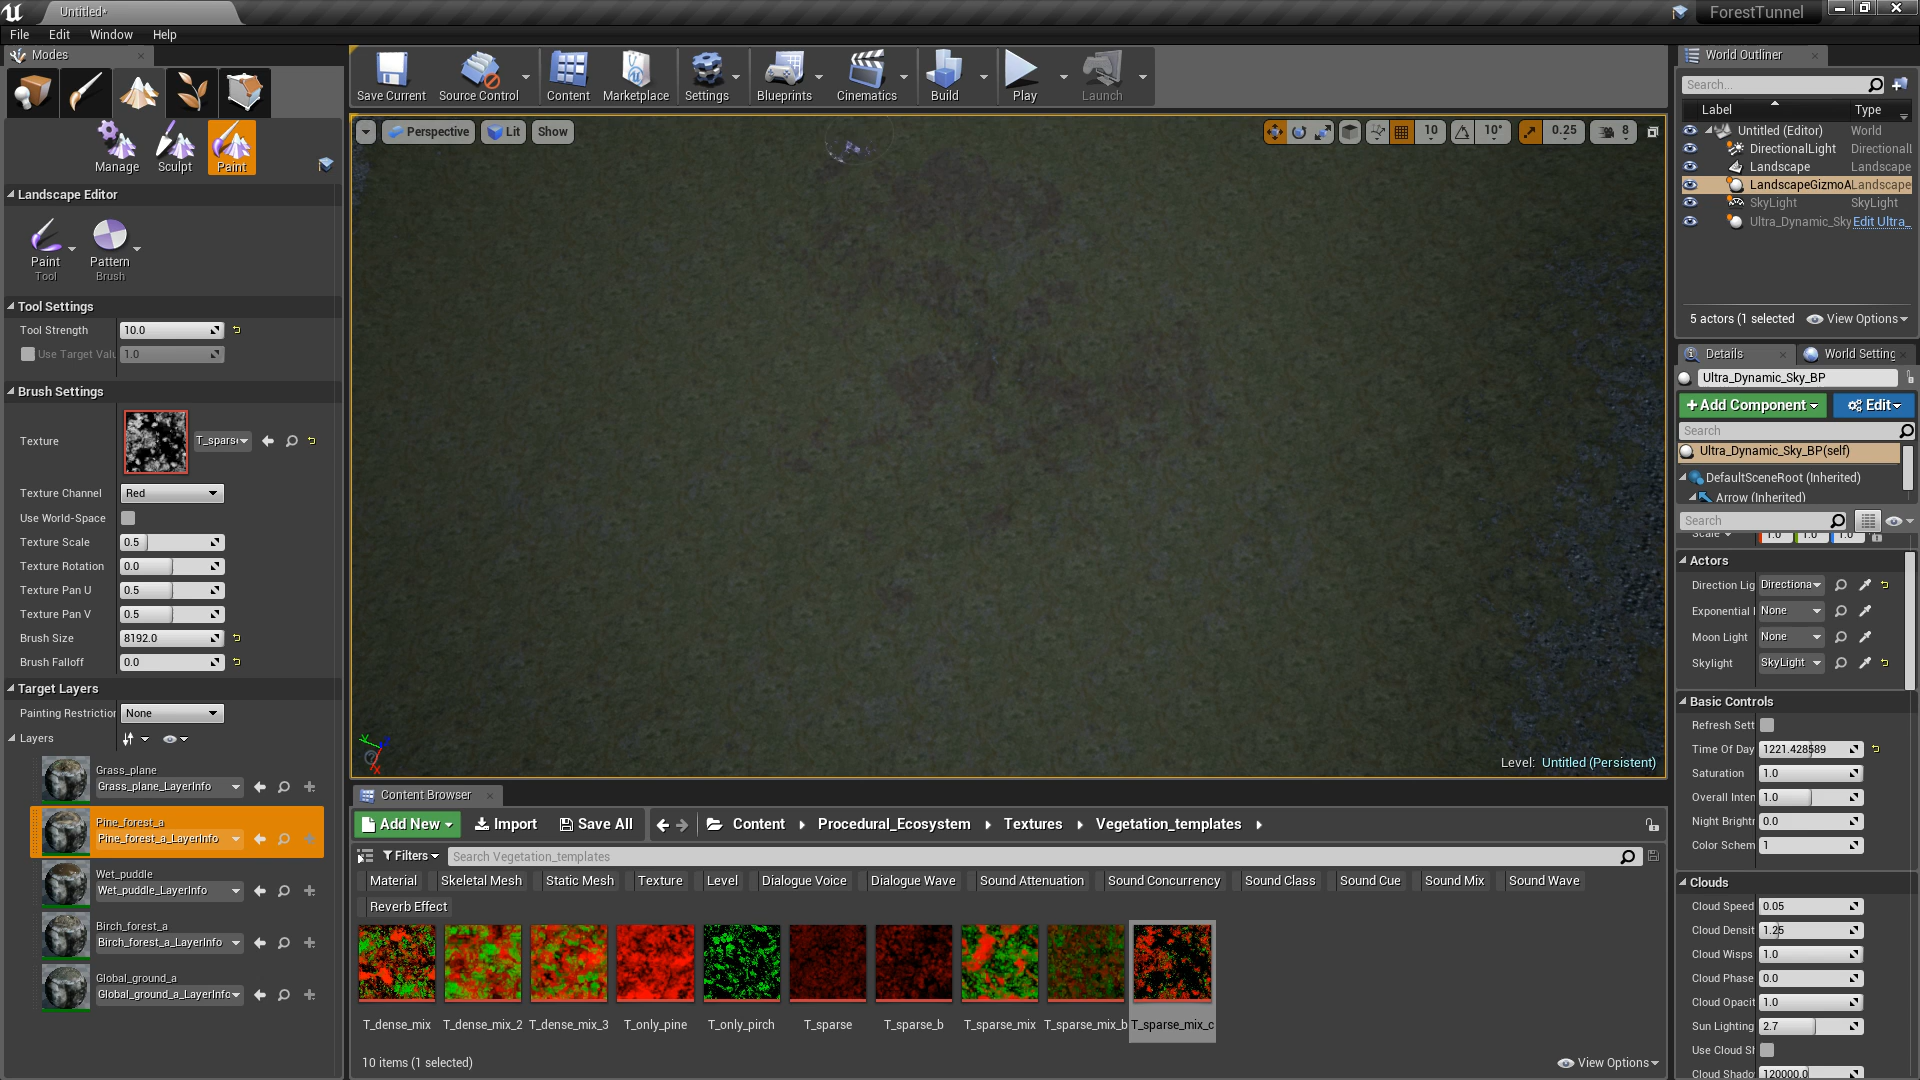 Untitled*
ForestTunnel
File Edit Window Help
Modes
Manage Sculpt Paint
Landscape Editor
Paint Pattern
Tool Brush
Tool Settings
Tool Strength 10.0
Use Target Valu 1.0
Brush Settings
Texture T_sparse
Texture Channel Red
Use World-Space
Texture Scale 0.5
Texture Rotation 0.0
Texture Pan U 0.5
Texture Pan V 0.5
Brush Size 8192.0
Brush Falloff 0.0
Target Layers
Painting Restriction None
Layers
Grass_plane
Grass_plane_LayerInfo
Pine_forest_a
Pine_forest_a_LayerInfo
Wet_puddle
Wet_puddle_LayerInfo
Birch_forest_a
Birch_forest_a_LayerInfo
Global_ground_a
Global_ground_a_LayerInfo
Save Current Source Control Content Marketplace Settings Blueprints Cinematics Build Play Launch
Perspective Lit Show
10 10° 0.25 8
Level: Untitled (Persistent)
Content Browser
Add New Import Save All Content Procedural_Ecosystem Textures Vegetation_templates
Filters Search Vegetation_templates
Material Skeletal Mesh Static Mesh Texture Level Dialogue Voice Dialogue Wave Sound Attenuation Sound Concurrency Sound Class Sound Cue Sound Mix Sound Wave
Reverb Effect
T_dense_mix T_dense_mix_2 T_dense_mix_3 T_only_pine T_only_pirch T_sparse T_sparse_b T_sparse_mix T_sparse_mix_b T_sparse_mix_c
10 items (1 selected)
View Options
World Outliner
Search...
Label Type
Untitled (Editor) World
DirectionalLight Directionall
Landscape Landscape
LandscapeGizmoA Landscape
SkyLight SkyLight
Ultra_Dynamic_Sky Edit Ultra_
5 actors (1 selected View Options
Details World Setting
Ultra_Dynamic_Sky_BP
+Add Component Edit
Search
Ultra_Dynamic_Sky_BP(self)
DefaultSceneRoot (Inherited)
Arrow (Inherited)
Search
Scale 1.0 1.0 1.0
Actors
Direction Lig Directiona
Exponential None
Moon Light None
Skylight SkyLight
Basic Controls
Refresh Sett
Time Of Day 1221.428589
Saturation 1.0
Overall Inten 1.0
Night Brightn 0.0
Color Schem 1
Clouds
Cloud Speed 0.05
Cloud Densit 1.25
Cloud Wisps 1.0
Cloud Phase 0.0
Cloud Opacit 1.0
Sun Lighting 2.7
Use Cloud Sh
Cloud Shado 120000.0